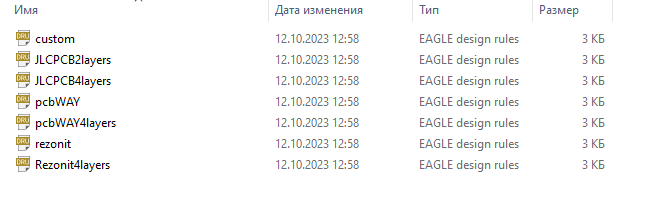 Имя Дата изменения Тип Размер
custom 12.10.2023 12:58 EAGLE design rules 3 КБ
JLCPCB2layers 12.10.2023 12:58 EAGLE design rules 3 КБ
JLCPCB4layers 12.10.2023 12:58 EAGLE design rules 3 КБ
pcbWAY 12.10.2023 12:58 EAGLE design rules 3 КБ
pcbWAY4layers 12.10.2023 12:58 EAGLE design rules 3 КБ
rezonit 12.10.2023 12:58 EAGLE design rules 3 КБ
Rezonit4layers 12.10.2023 12:58 EAGLE design rules 3 КБ